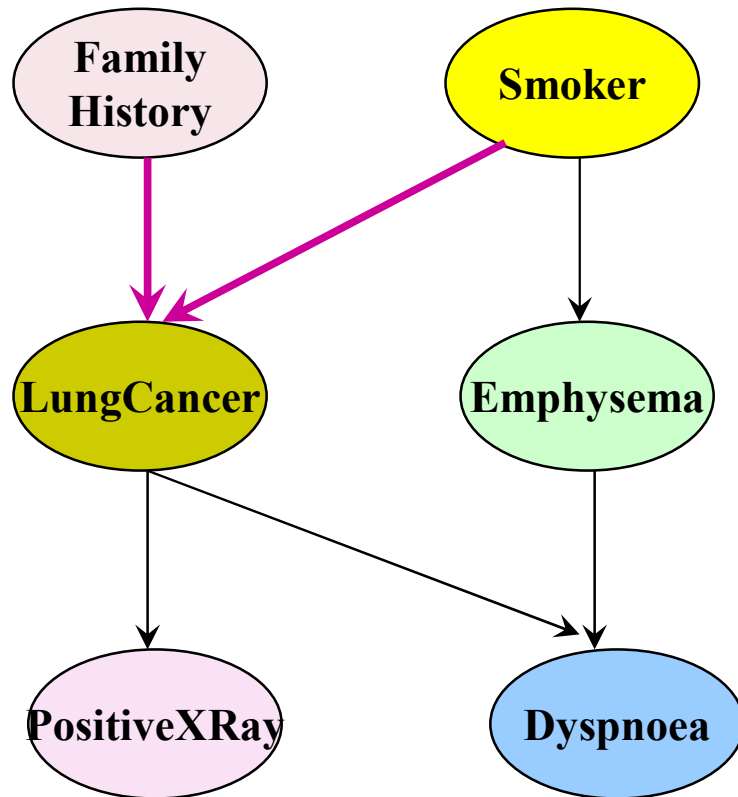 Family
History
Smoker
LungCancer
Emphysema
PositiveXRay
Dyspnoea